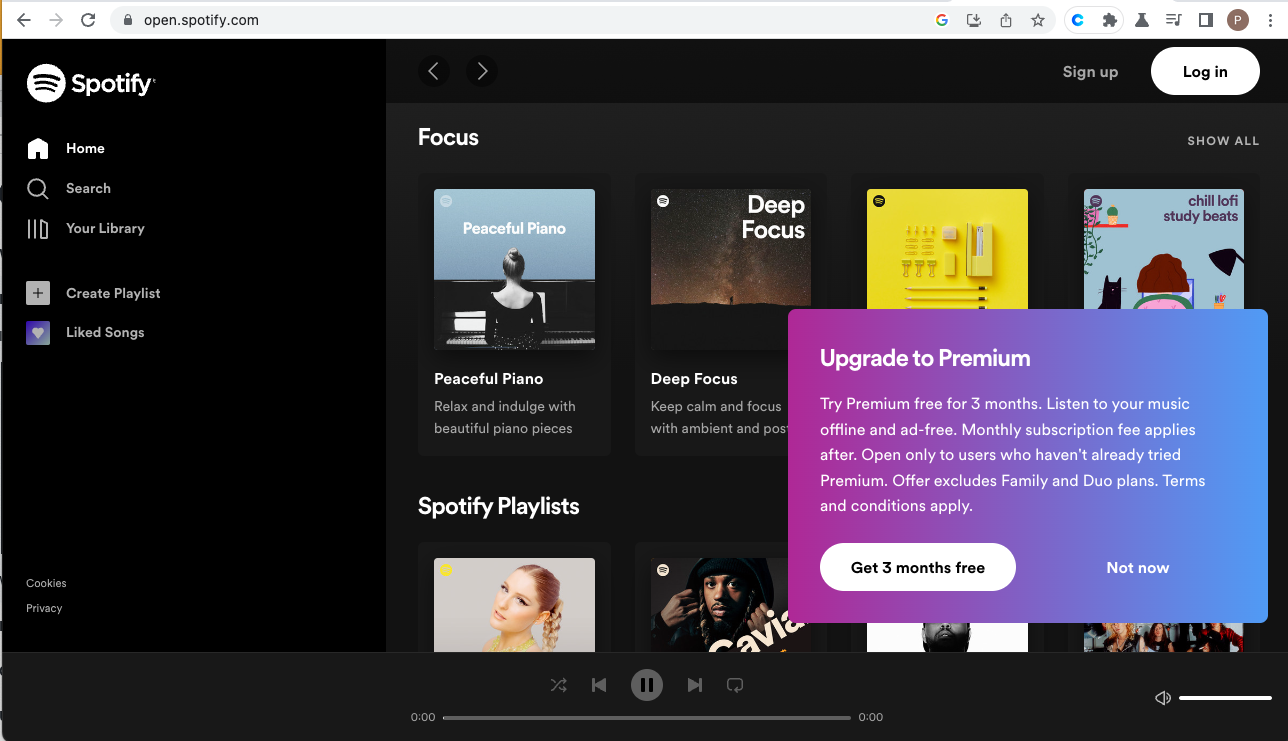 open.spotify.com
P
Spotify
Sign up
Log in
Home
Search
Your Library
Create Playlist
Liked Songs
Cookies
Privacy
Focus
SHOW ALL
Peaceful Piano
Deep
Focus
chill lofi
study beats
Peaceful Piano
Relax and indulge with
beautiful piano pieces
Deep Focus
Keep calm and focus
with ambient and post
Spotify Playlists
Upgrade to Premium
Try Premium free for 3 months. Listen to your music
offline and ad-free. Monthly subscription fee applies
after. Open only to users who haven't already tried
Premium. Offer excludes Family and Duo plans. Terms
and conditions apply.
Get 3 months free
Not now
0:00
0:00